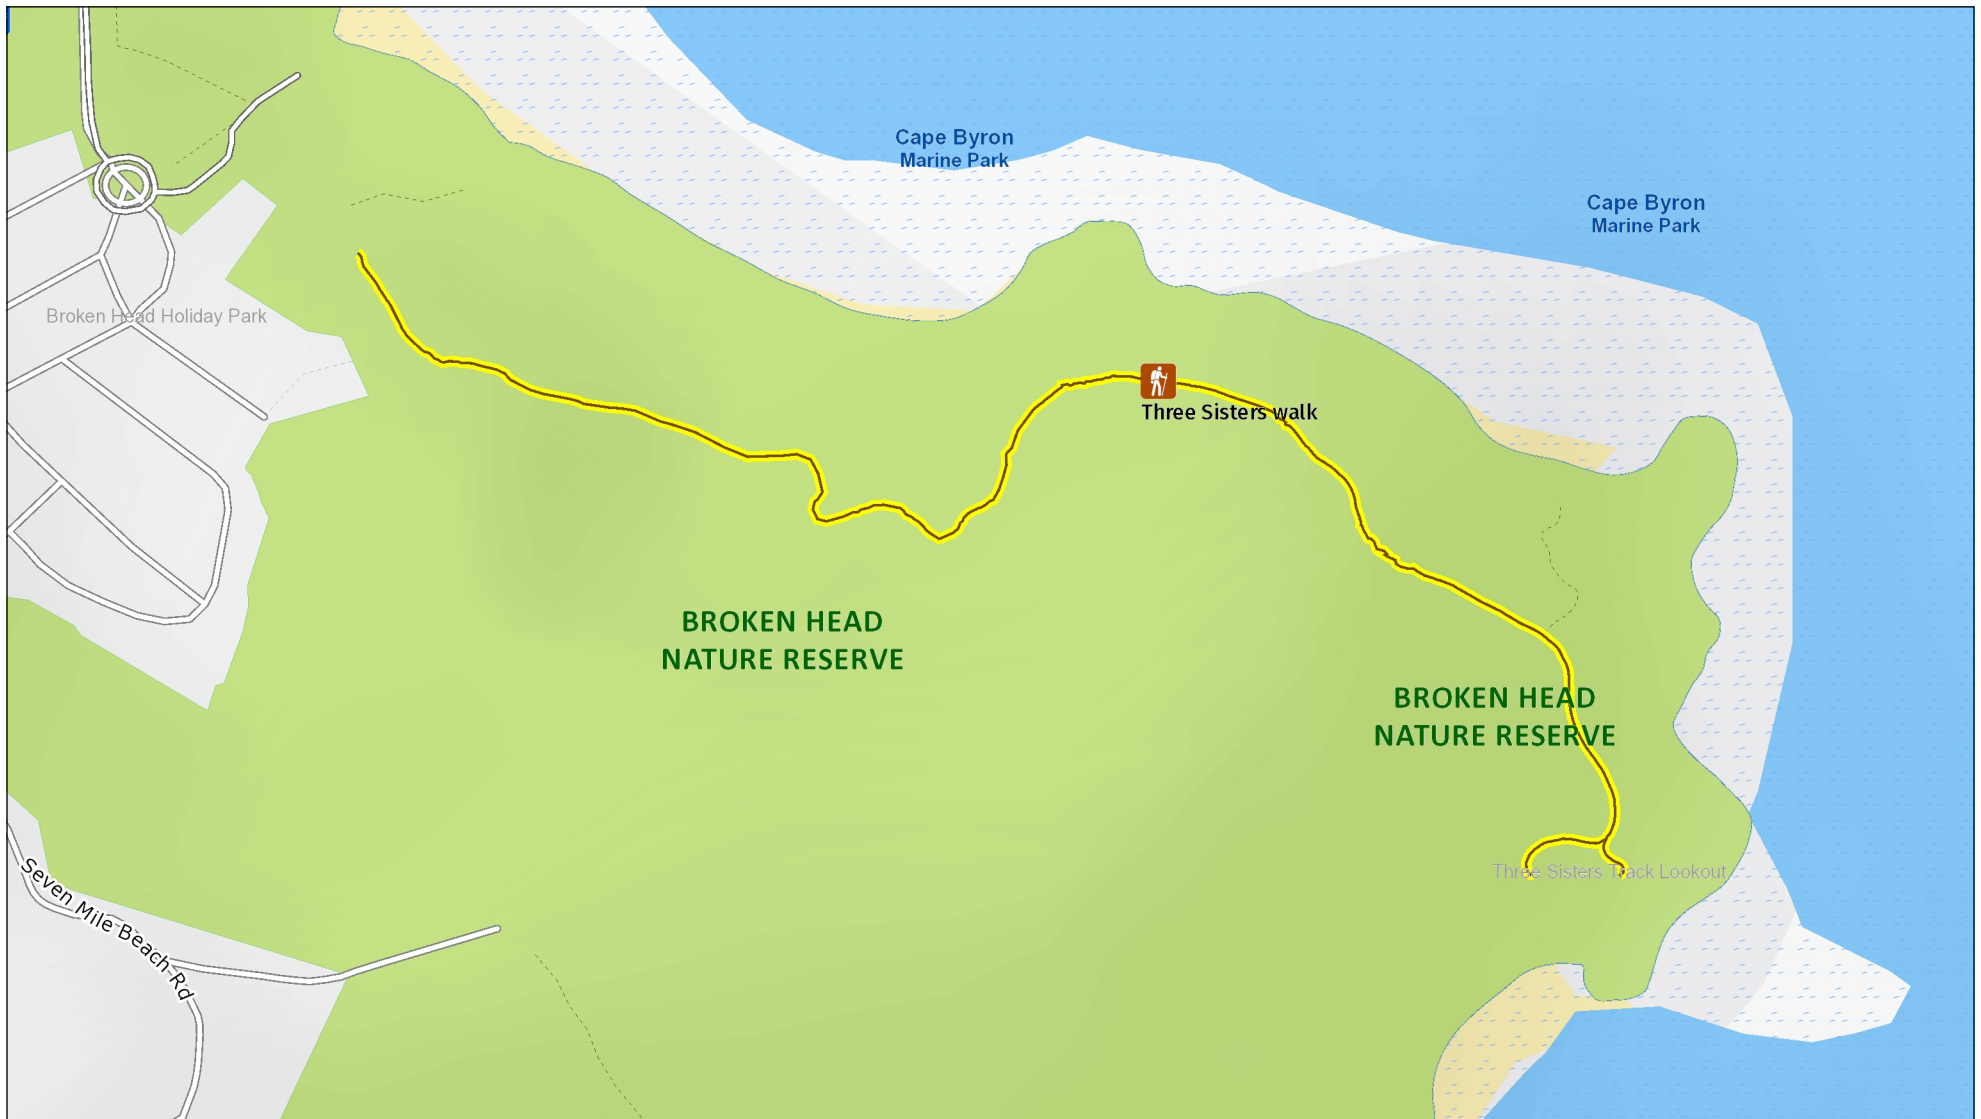 Cape Byron
Marine Park
Cape Byron
Marine Park
Broken Head Holiday Park
Three Sisters walk
BROKEN HEAD
NATURE RESERVE
BROKEN HEAD
NATURE RESERVE
Three Sisters Track Lookout
Seven Mile Beach Rd